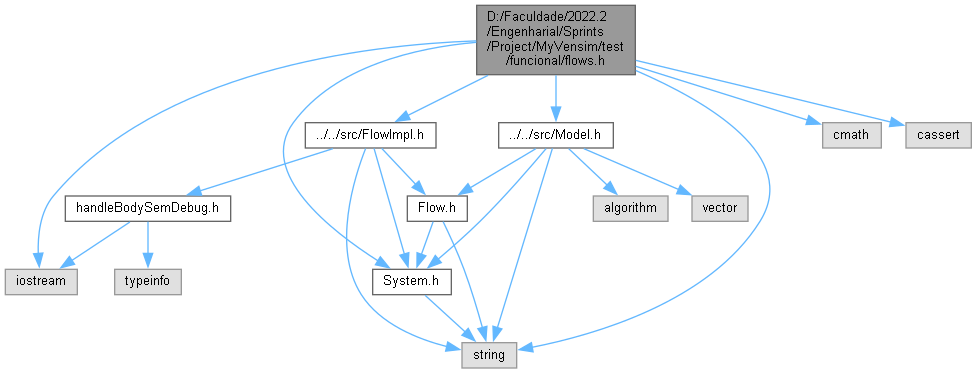 D:/Faculdade/2022.2
/Engenharial/Sprints
/Project/MyVensim/test
/funcional/flows.h
../../src/FlowImpl.h
../../src/Model.h
cmath
cassert
handleBodySemDebug.h
Flow.h
algorithm
vector
iostream
typeinfo
System.h
string